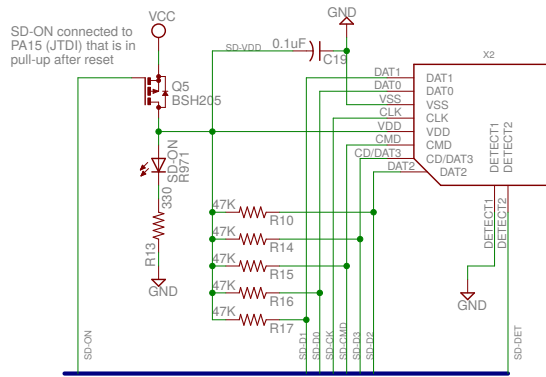 SD-ON connected to
PA15 (JTDI) that is in
pull-up after reset
VCC
GND
SD-VDD
0.1uF
C19
X2
Q5
BSH205
DAT1
DAT0
VSS
CLK
VDD
CMD
CD/DAT3
DAT2
DAT1
DAT0
VSS
CLK
VDD
CMD
CD/DAT3
DAT2
DETECT1
DETECT2
DETECT1
DETECT2
SD-ON
R971
330
R13
GND
47K
R10
47K
R14
47K
R15
47K
R16
47K
R17
GND
SD-ON
SD-D1
SD-D0
SD-CK
SD-CMD
SD-D3
SD-D2
SD-DET